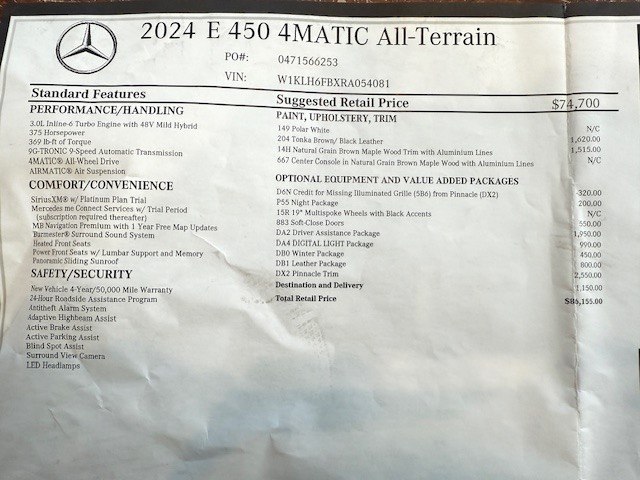 2024 E 450 4MATIC All-Terrain
PO#: 0471566253
VIN: W1KLH6FBXRA054081
Standard Features
PERFORMANCE/HANDLING
3.0L Inline-6 Turbo Engine with 48V Mild Hybrid
375 Horsepower
369 lb-ft of Torque
9G-TRONIC 9-Speed Automatic Transmission
4MATIC® All-Wheel Drive
AIRMATIC® Air Suspension
COMFORT/CONVENIENCE
SiriusXM® w/ Platinum Plan Trial
Mercedes me Connect Services w/ Trial Period
(subscription required thereafter)
MB Navigation Premium with 1 Year Free Map Updates
Burmester® Surround Sound System
Heated Front Seats
Power Front Seats w/ Lumbar Support and Memory
Panoramic Sliding Sunroof
SAFETY/SECURITY
New Vehicle 4-Year/50,000 Mile Warranty
24-Hour Roadside Assistance Program
Antitheft Alarm System
Adaptive Highbeam Assist
Active Brake Assist
Active Parking Assist
Blind Spot Assist
Surround View Camera
LED Headlamps
Suggested Retail Price $74,700
PAINT, UPHOLSTERY, TRIM
149 Polar White N/C
204 Tonka Brown/ Black Leather 1,620.00
14H Natural Grain Brown Maple Wood Trim with Aluminium Lines 1,515.00
667 Center Console in Natural Grain Brown Maple Wood with Aluminium Lines N/C
OPTIONAL EQUIPMENT AND VALUE ADDED PACKAGES
D6N Credit for Missing Illuminated Grille (5B6) from Pinnacle (DX2) -320.00
P55 Night Package 200.00
15R 19" Multispoke Wheels with Black Accents N/C
883 Soft-Close Doors 550.00
DA2 Driver Assistance Package 1,950.00
DA4 DIGITAL LIGHT Package 990.00
DB0 Winter Package 450.00
DB1 Leather Package 800.00
DX2 Pinnacle Trim 2,550.00
Destination and Delivery 1,150.00
Total Retail Price $86,155.00